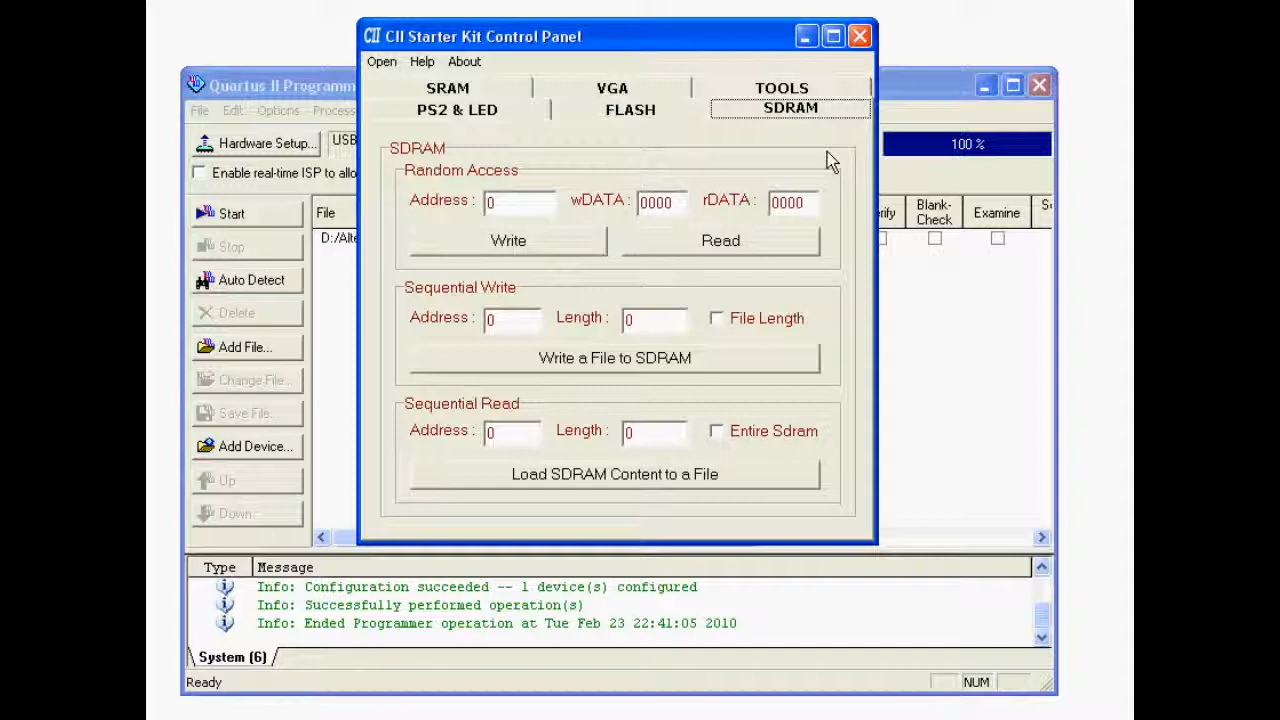 CII Starter Kit Control Panel
Open Help About
SRAM VGA TOOLS
PS2 & LED FLASH SDRAM
SDRAM
Random Access
Address : 0 wDATA : 0000 rDATA : 0000
Write Read
Sequential Write
Address : 0 Length : 0 File Length
Write a File to SDRAM
Sequential Read
Address : 0 Length : 0 Entire Sdram
Load SDRAM Content to a File
Quartus II Programm
File Edit Options Process
Hardware Setup... USB 100 %
Enable real-time ISP to allo
Start
Stop
Auto Detect
Delete
Add File...
Change File...
Save File...
Add Device...
Up
Down
File Blank-
Check Examine
D:/Alte
Type Message
Info: Configuration succeeded -- 1 device(s) configured
Info: Successfully performed operation(s)
Info: Ended Programmer operation at Tue Feb 23 22:41:05 2010
System (6)
Ready NUM